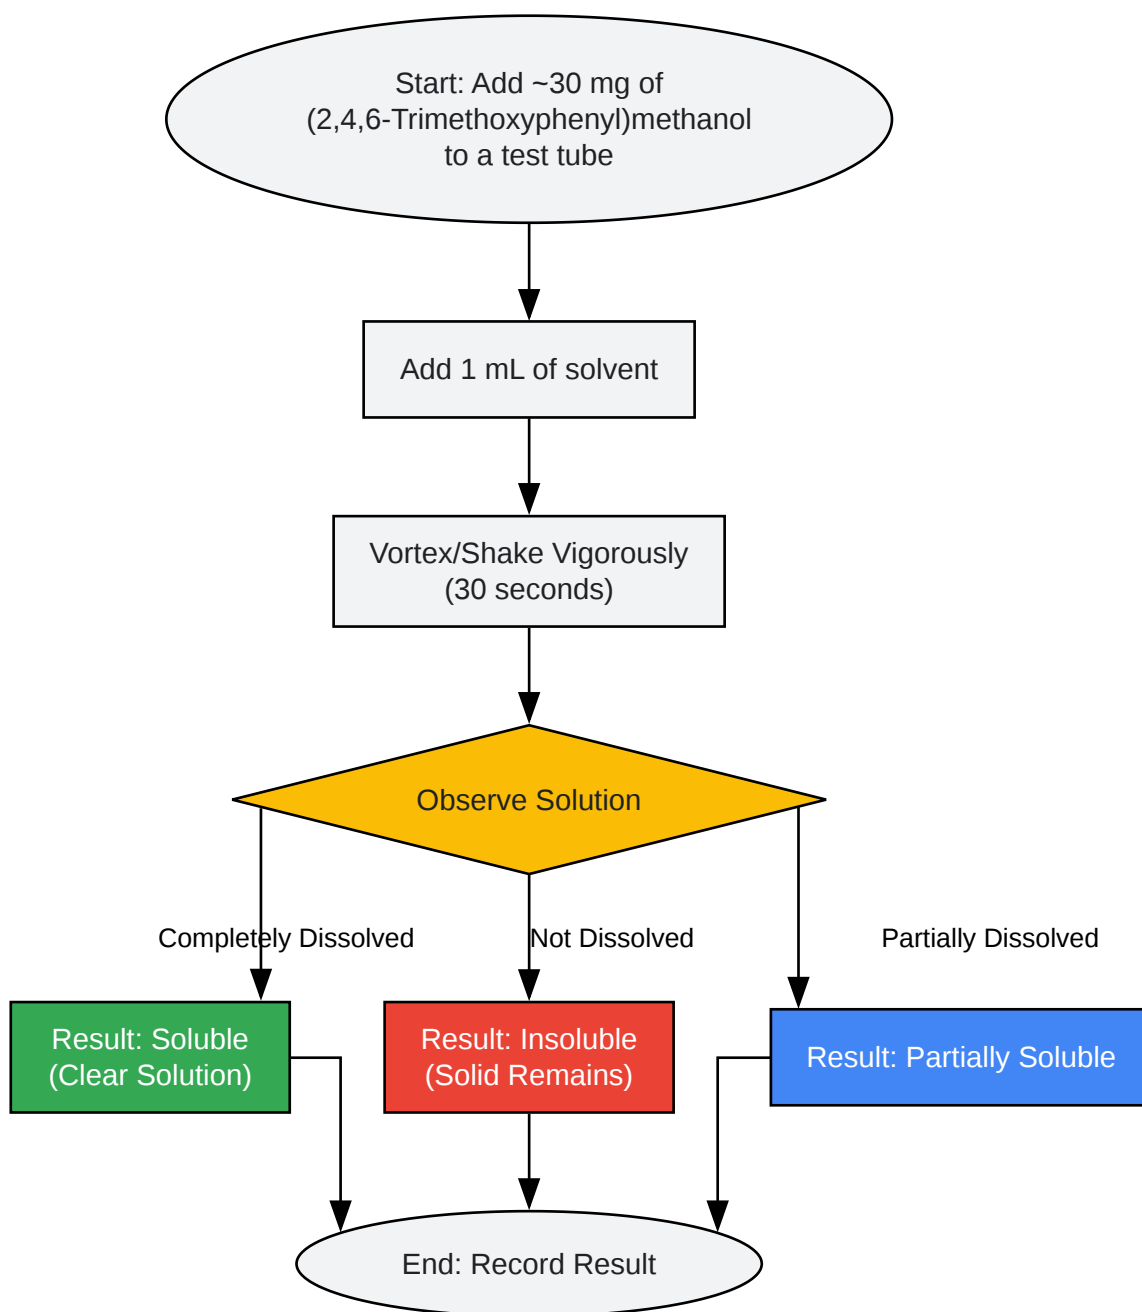 Start: Add ~30 mg of
(2,4,6-Trimethoxyphenyl)methanol
to a test tube
Add 1 mL of solvent
Vortex/Shake Vigorously
(30 seconds)
Observe Solution
Completely Dissolved
Not Dissolved
Partially Dissolved
Result: Soluble
(Clear Solution)
Result: Insoluble
(Solid Remains)
Result: Partially Soluble
End: Record Result